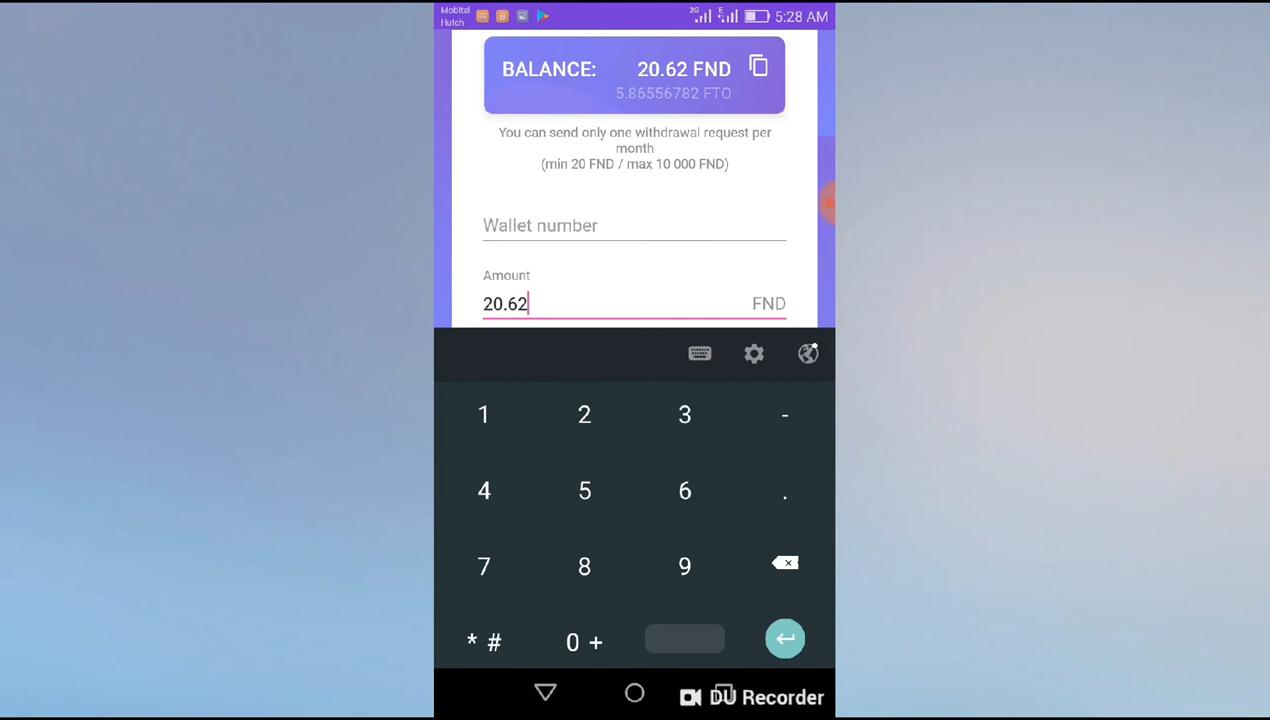 Mobitel
Hutch
2G
E
5:28 AM
BALANCE: 20.62 FND
5.86556782 FTO
You can send only one withdrawal request per
month
(min 20 FND / max 10 000 FND)
Wallet number
Amount
20.62 FND
1 2 3 -
4 5 6 .
7 8 9
* # 0 +
DU Recorder